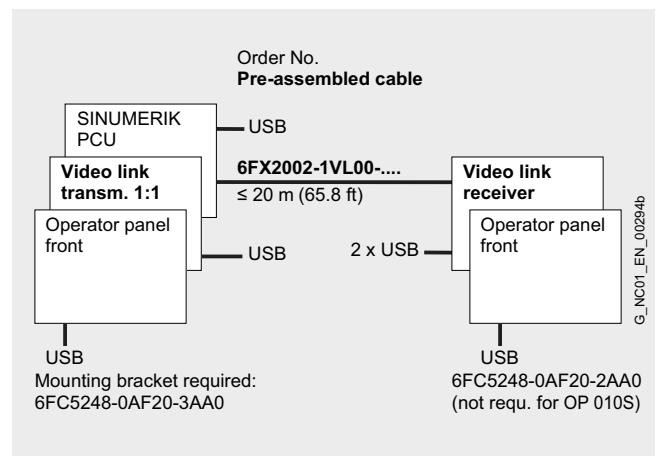 Order No.
Pre-assembled cable
SINUMERIK
PCU
USB
Video link
transm. 1:1
6FX2002-1VL00-....
≤ 20 m (65.8 ft)
Video link
receiver
Operator panel
front
USB
2 x USB
Operator panel
front
USB
Mounting bracket required:
6FC5248-0AF20-3AA0
USB
6FC5248-0AF20-2AA0
(not requ. for OP 010S)
G_NC01_EN_00294b